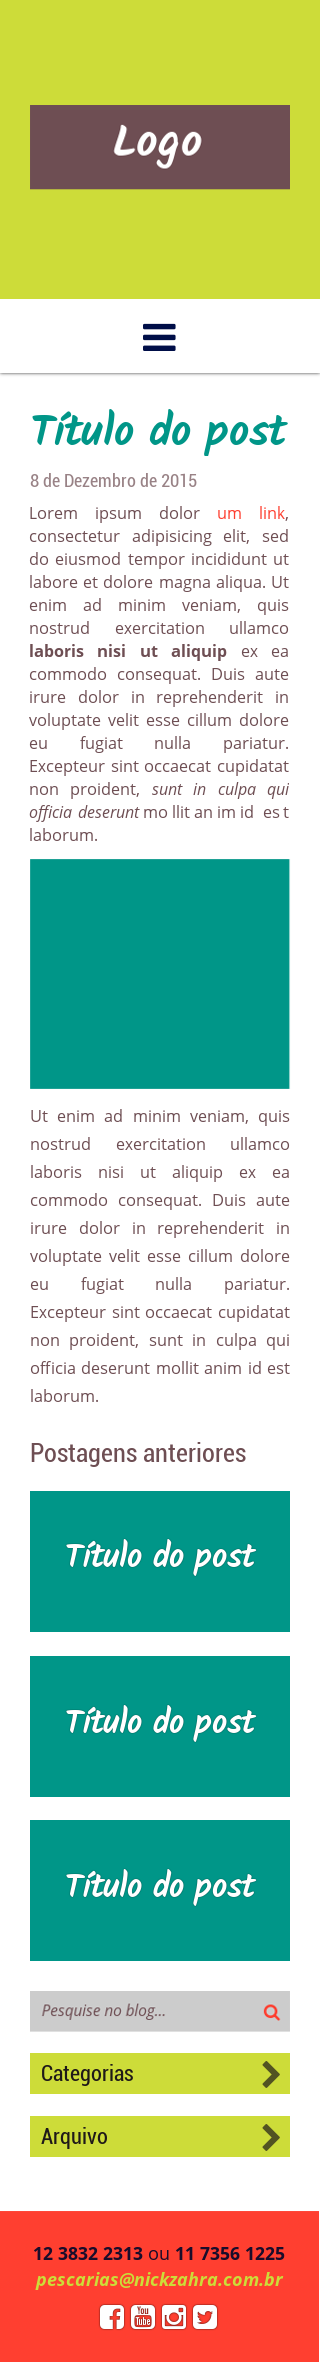 Logo
Título do post
8 de Dezembro de 2015
Lorem ipsum dolor um link,
consectetur adipisicing elit, sed
do eiusmod tempor incididunt ut
labore et dolore magna aliqua. Ut
enim ad minim veniam, quis
nostrud exercitation ullamco
laboris nisi ut aliquip ex ea
commodo consequat. Duis aute
irure dolor in reprehenderit in
voluptate velit esse cillum dolore
eu fugiat nulla pariatur.
Excepteur sint occaecat cupidatat
non proident, sunt in culpa qui
officia deserunt mo llit an im id es t
laborum.
Ut enim ad minim veniam, quis
nostrud exercitation ullamco
laboris nisi ut aliquip ex ea
commodo consequat. Duis aute
irure dolor in reprehenderit in
voluptate velit esse cillum dolore
eu fugiat nulla pariatur.
Excepteur sint occaecat cupidatat
non proident, sunt in culpa qui
officia deserunt mollit anim id est
laborum.
Postagens anteriores
Título do post
Título do post
Título do post
Pesquise no blog...
Categorias
Arquivo
12 3832 2313 ou 11 7356 1225
pescarias@nickzahra.com.br
You Tube